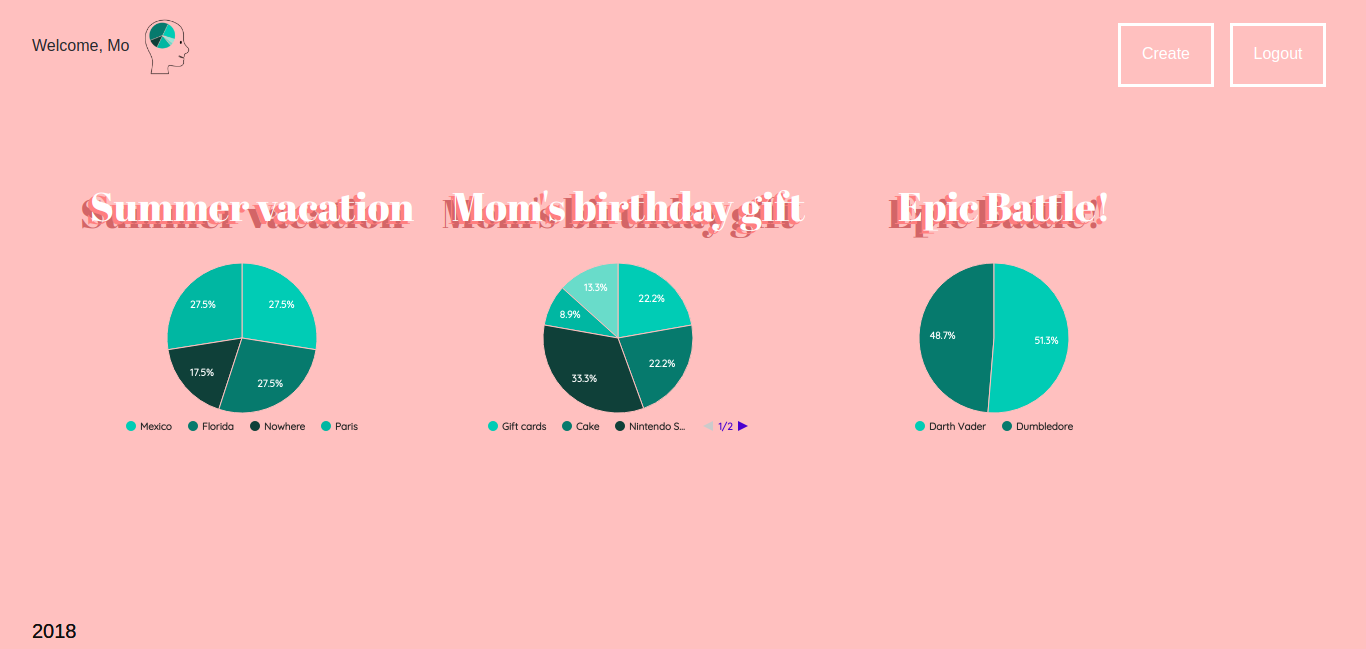 Welcome, Mo
Create
Logout
Summer vacation
Mom's birthday gift
Epic Battle!
27.5%
27.5%
17.5%
27.5%
Mexico
Florida
Nowhere
Paris
13.3%
22.2%
8.9%
22.2%
33.3%
Gift cards
Cake
Nintendo S...
1/2
48.7%
51.3%
Darth Vader
Dumbledore
2018